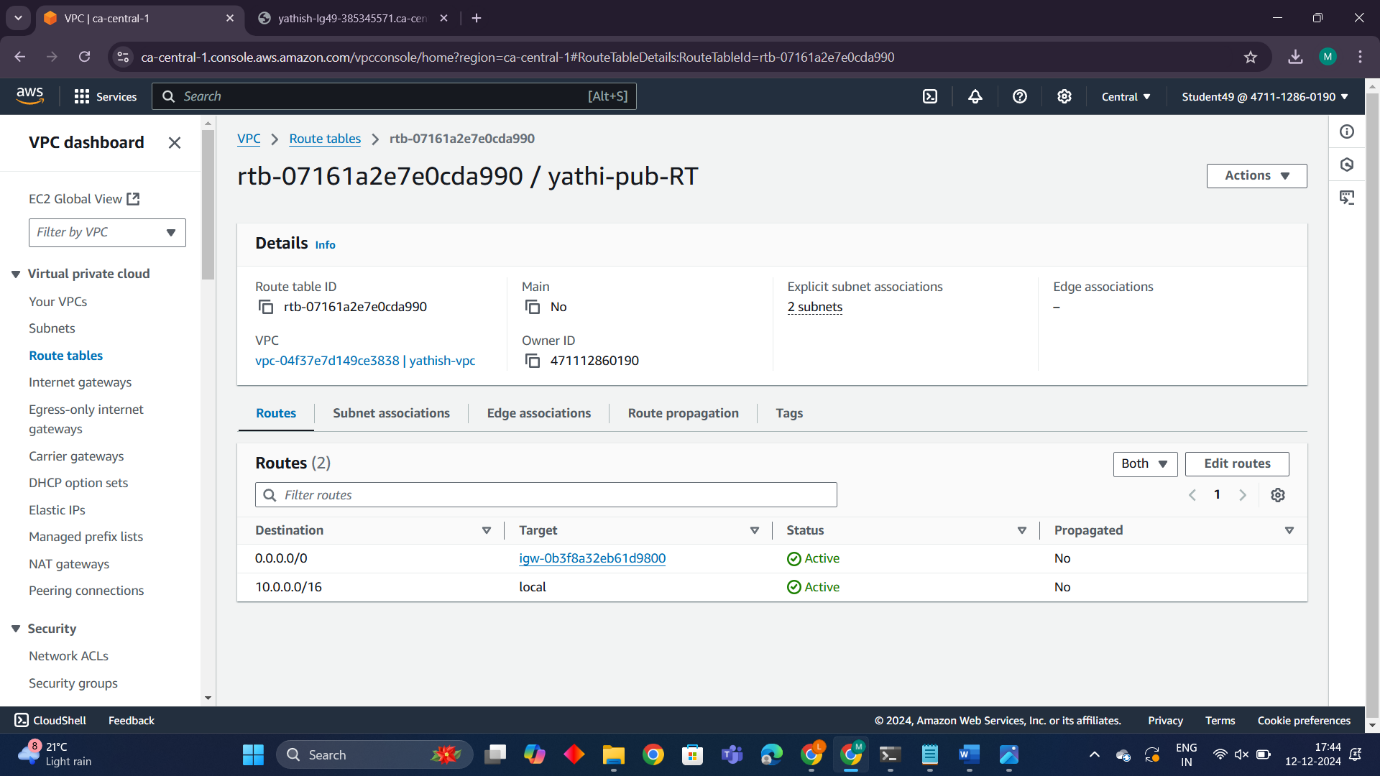 VPC | ca-central-1
yathish-lg49-385345571.ca-cen
ca-central-1.console.aws.amazon.com/vpcconsole/home?region=ca-central-1#RouteTableDetails:RouteTableId=rtb-07161a2e7e0cda990
M
aws
Services
Search
[Alt+S]
Central
Student49 @ 4711-1286-0190
VPC dashboard
EC2 Global View
Filter by VPC
Virtual private cloud
Your VPCs
Subnets
Route tables
Internet gateways
Egress-only internet
gateways
Carrier gateways
DHCP option sets
Elastic IPs
Managed prefix lists
NAT gateways
Peering connections
Security
Network ACLs
Security groups
VPC > Route tables > rtb-07161a2e7e0cda990
rtb-07161a2e7e0cda990 / yathi-pub-RT
Actions
Details Info
Route table ID
rtb-07161a2e7e0cda990
Main
No
Explicit subnet associations
2 subnets
Edge associations
–
VPC
vpc-04f37e7d149ce3838 | yathish-vpc
Owner ID
471112860190
Routes
Subnet associations
Edge associations
Route propagation
Tags
Routes (2)
Both
Edit routes
Filter routes
1
Destination Target Status Propagated
0.0.0.0/0 igw-0b3f8a32eb61d9800 Active No
10.0.0.0/16 local Active No
CloudShell
Feedback
© 2024, Amazon Web Services, Inc. or its affiliates.
Privacy
Terms
Cookie preferences
8
21°C
Light rain
Search
L
M
ENG
IN
17:44
12-12-2024